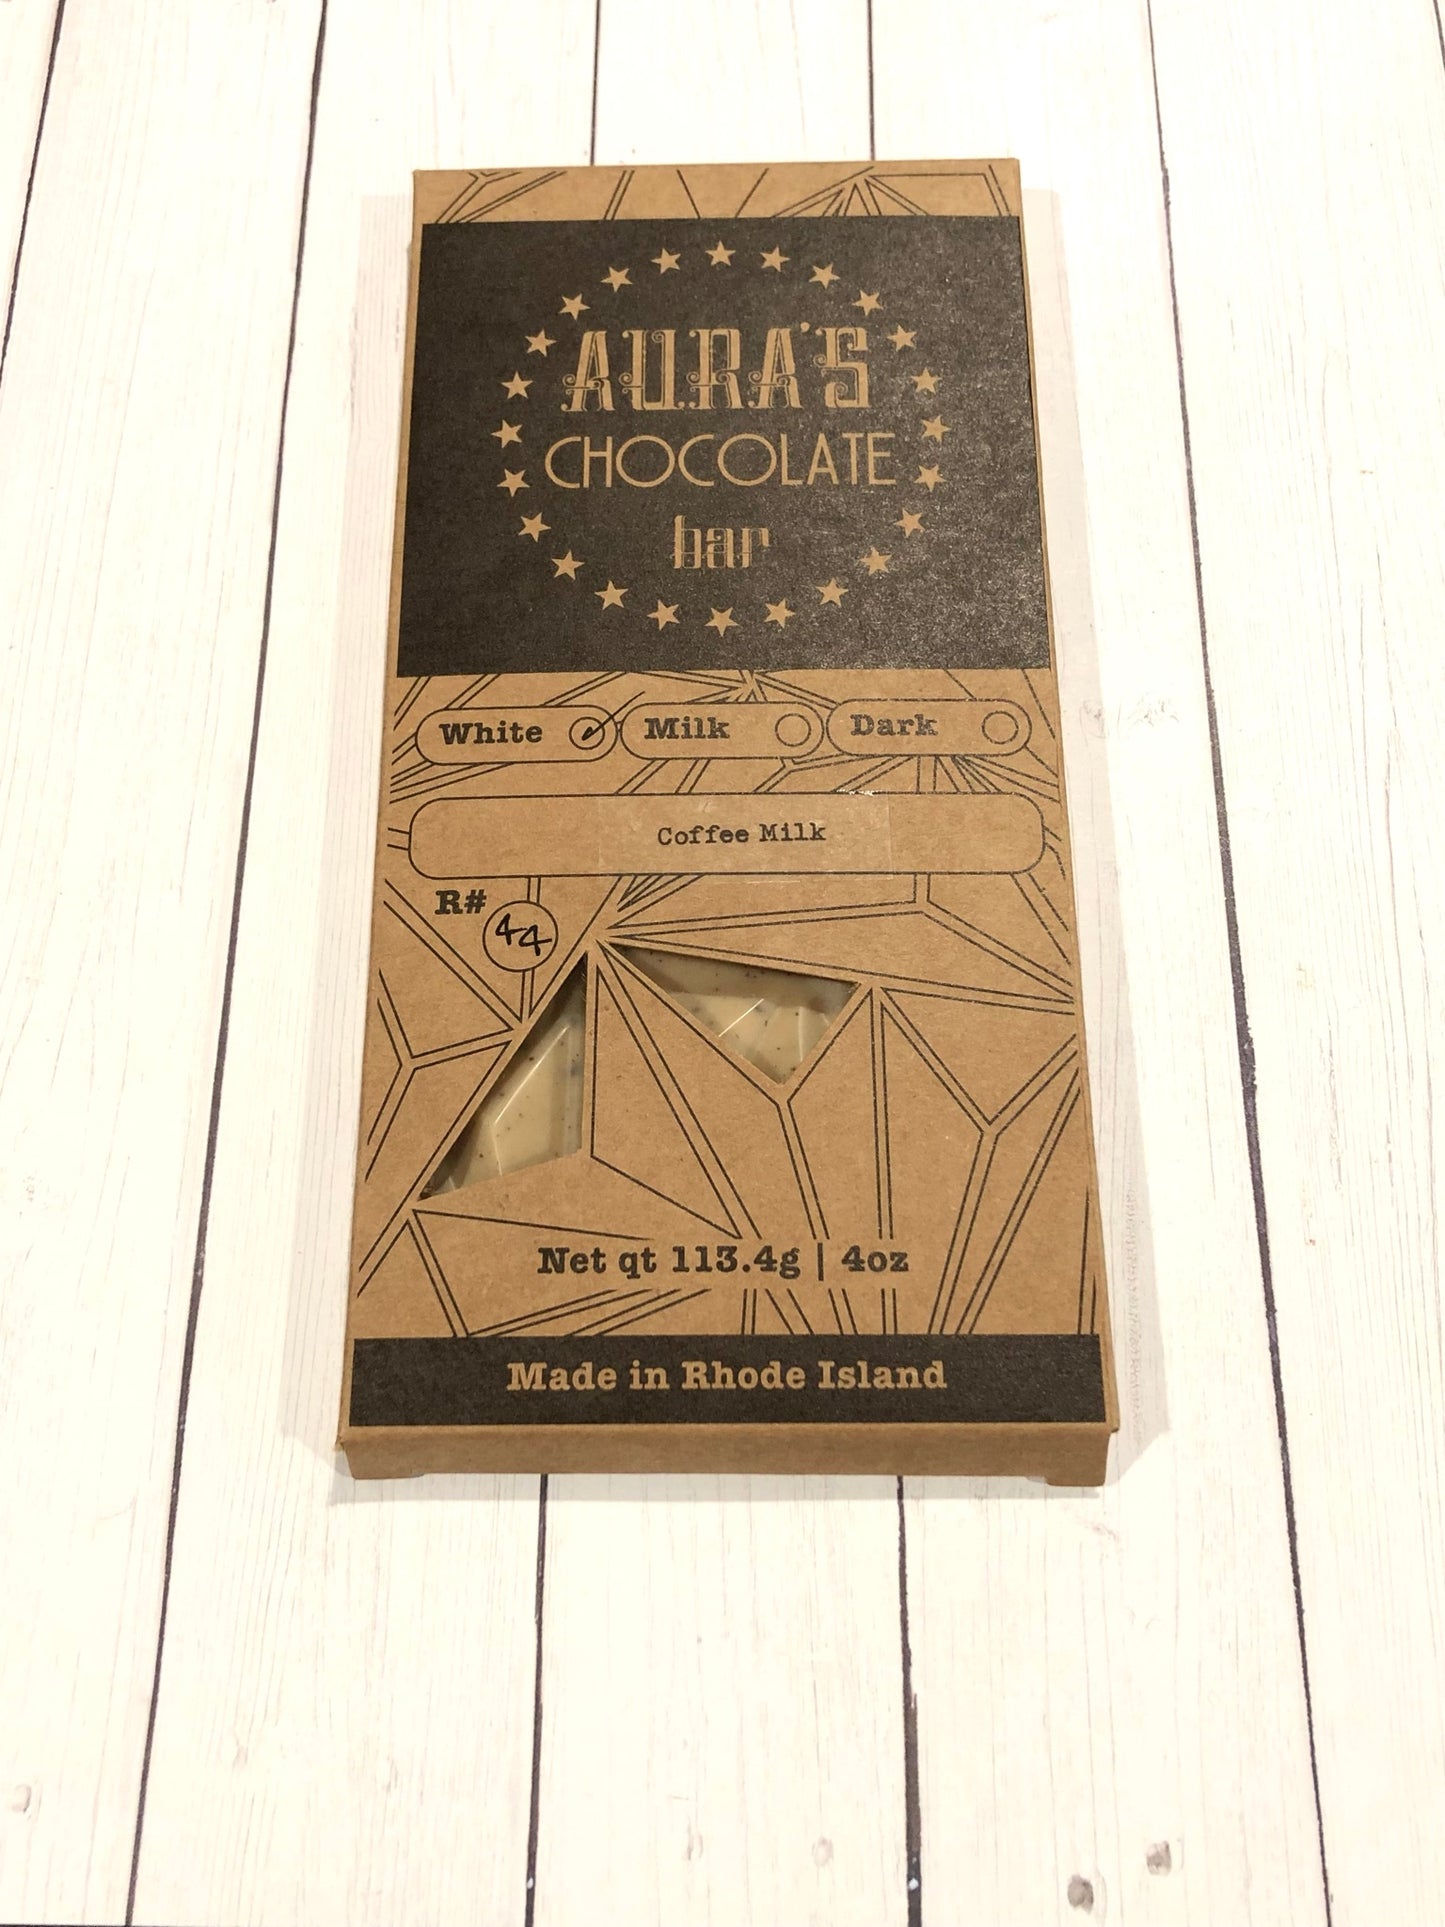 AURA'S
CHOCOLATE
bar
White Milk Dark
Coffee Milk
R# 44
Net qt 113.4g | 4oz
Made in Rhode Island